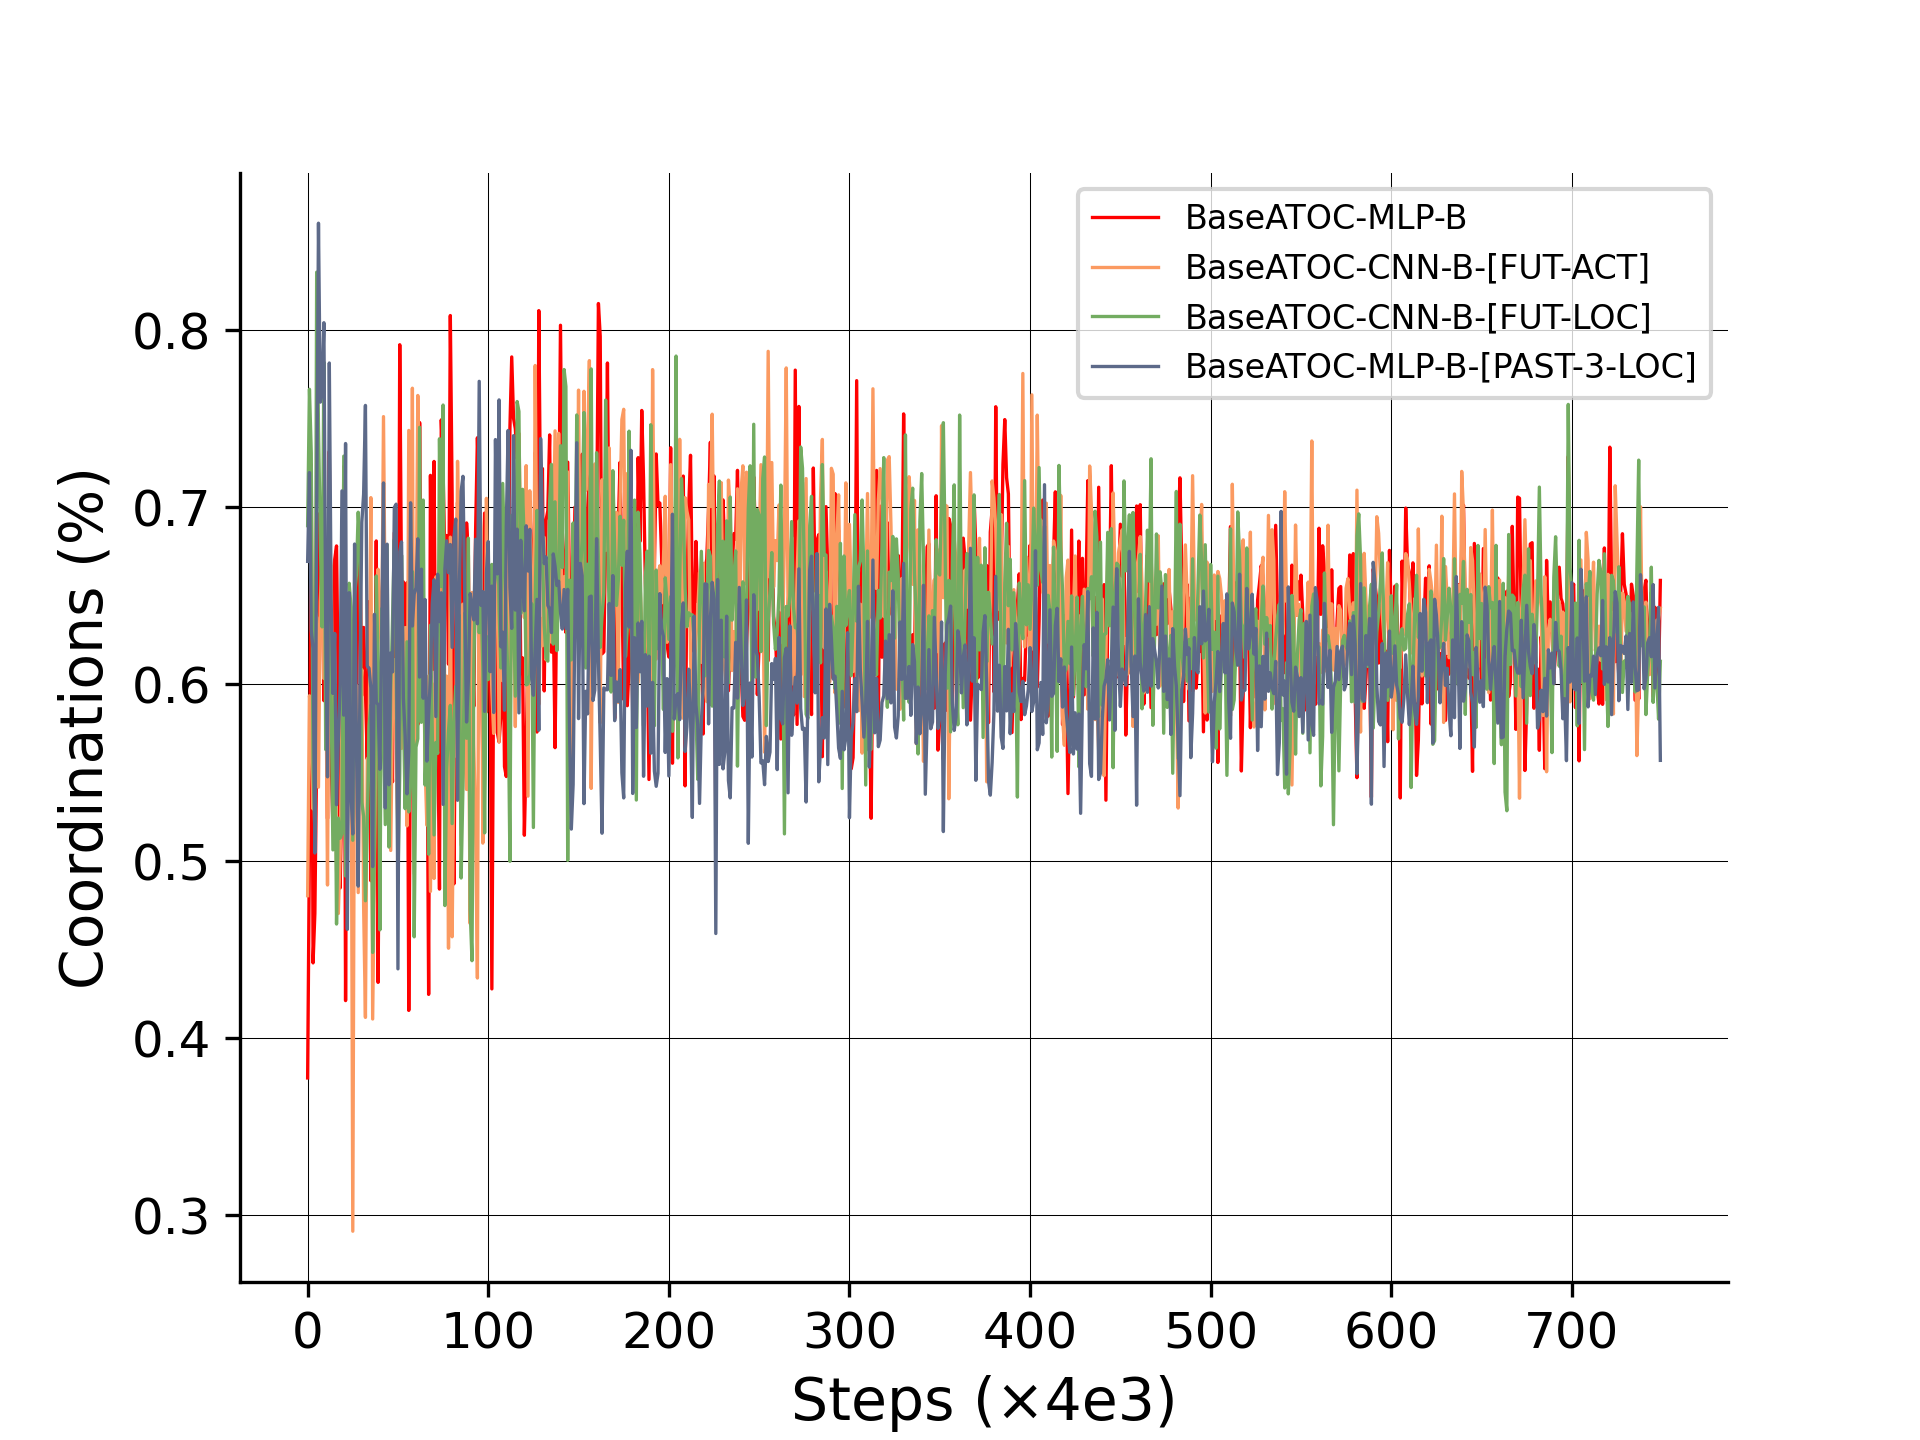 BaseATOC-MLP-B
BaseATOC-CNN-B-[FUT-ACT]
BaseATOC-CNN-B-[FUT-LOC]
BaseATOC-MLP-B-[PAST-3-LOC]
Coordinations (%)
0.8
0.7
0.6
0.5
0.4
0.3
0 100 200 300 400 500 600 700
Steps (×4e3)